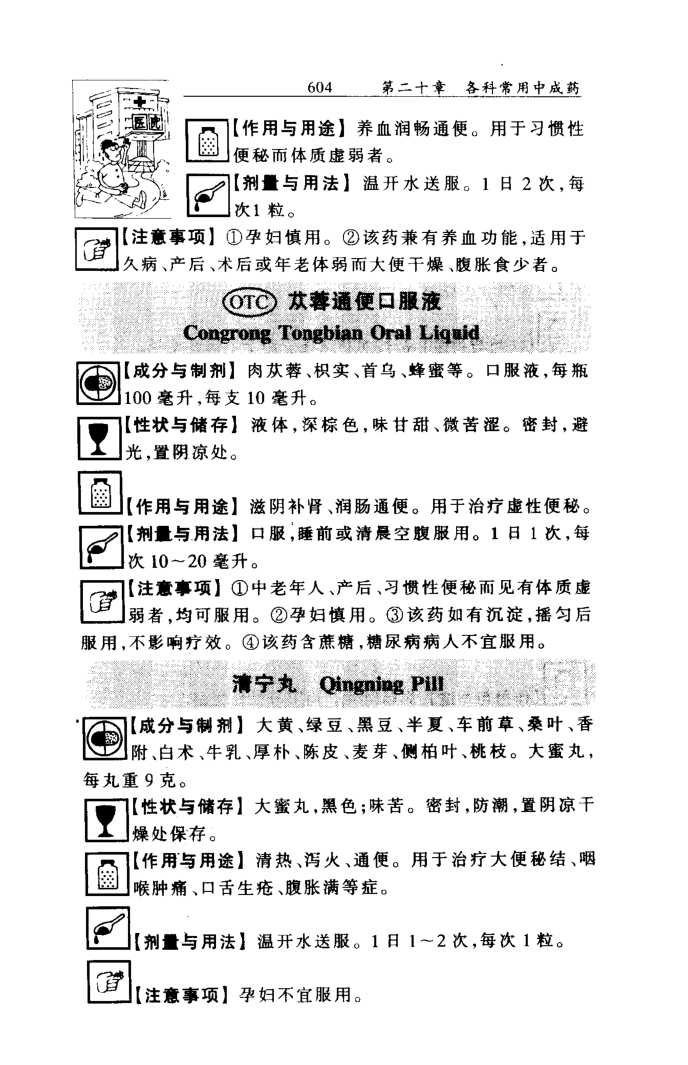 604 第二十章 各科常用中成药
医院
【作用与用途】养血润畅通便。用于习惯性
便秘而体质虚弱者。
【剂量与用法】温开水送服。1日2次,每
次1粒。
【注意事项】①孕妇慎用。②该药兼有养血功能,适用于
久病、产后、术后或年老体弱而大便干燥、腹胀食少者。
OTC 苁蓉通便口服液
Congrong Tongbian Oral Liquid
【成分与制剂】肉苁蓉、枳实、首乌、蜂蜜等。口服液,每瓶
100毫升,每支10毫升。
【性状与储存】液体,深棕色,味甘甜、微苦涩。密封,避
光,置阴凉处。
【作用与用途】滋阴补肾、润肠通便。用于治疗虚性便秘。
【剂量与用法】口服,睡前或清晨空腹服用。1日1次,每
次10~20毫升。
【注意事项】①中老年人、产后、习惯性便秘而见有体质虚
弱者,均可服用。②孕妇慎用。③该药如有沉淀,摇匀后
服用,不影响疗效。④该药含蔗糖,糖尿病病人不宜服用。
清宁丸 Qingning Pill
【成分与制剂】大黄、绿豆、黑豆、半夏、车前草、桑叶、香
附、白术、牛乳、厚朴、陈皮、麦芽、侧柏叶、桃枝。大蜜丸,
每丸重9克。
【性状与储存】大蜜丸,黑色;味苦。密封,防潮,置阴凉干
燥处保存。
【作用与用途】清热、泻火、通便。用于治疗大便秘结、咽
喉肿痛、口舌生疮、腹胀满等症。
【剂量与用法】温开水送服。1日1~2次,每次1粒。
【注意事项】孕妇不宜服用。